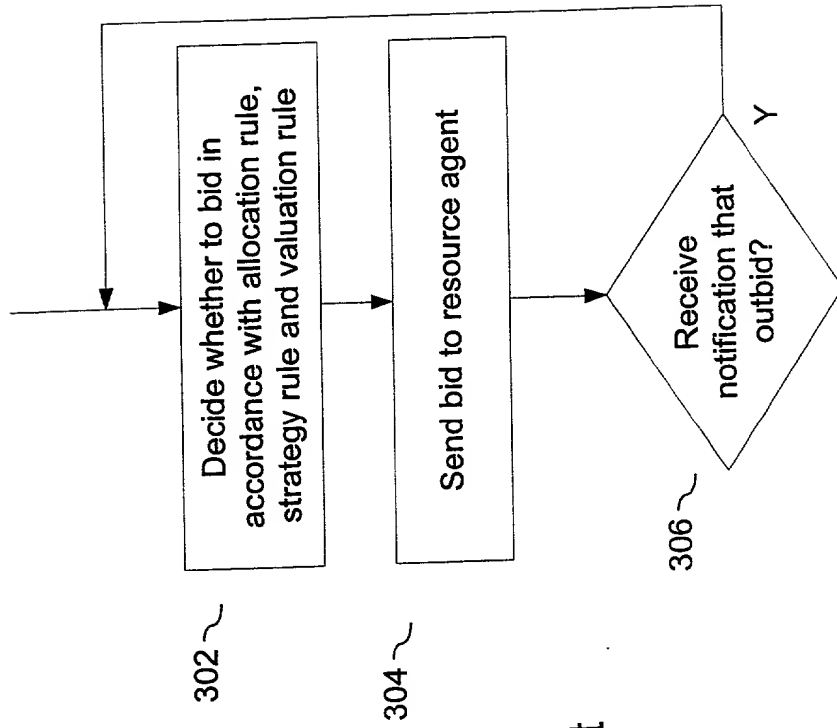 302
Decide whether to bid in
accordance with allocation rule,
strategy rule and valuation rule
304
Send bid to resource agent
306
Receive
notification that
outbid?
Y